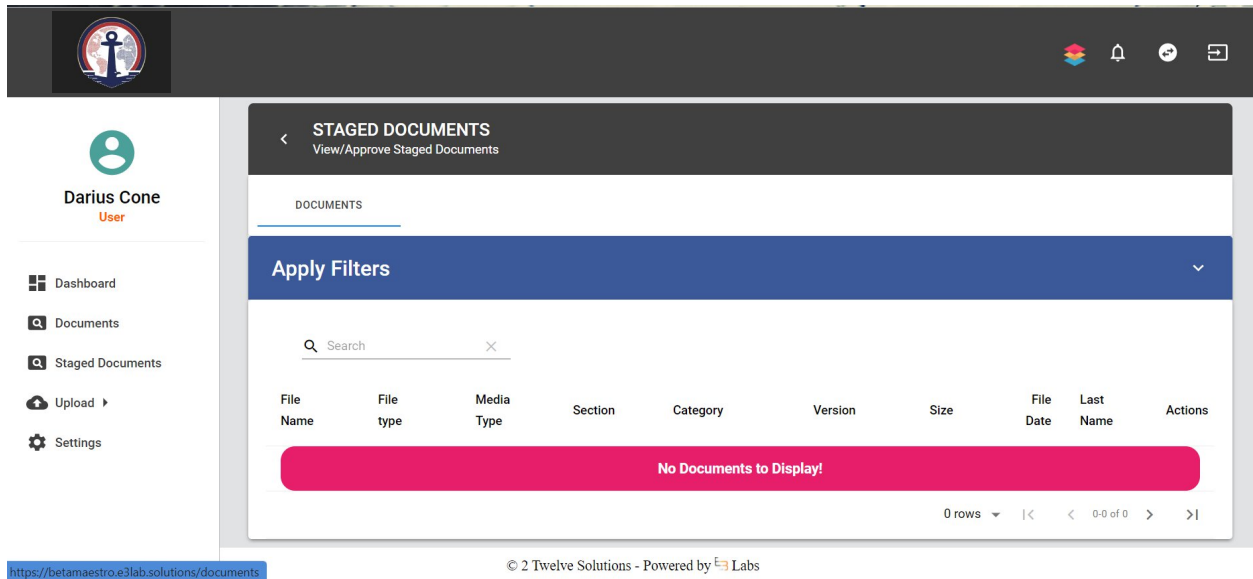 STAGED DOCUMENTS
View/Approve Staged Documents
Darius Cone
User
DOCUMENTS
Apply Filters
Dashboard
Documents
Staged Documents
Upload
Settings
Search
File Name
File type
Media Type
Section
Category
Version
Size
File Date
Last Name
Actions
No Documents to Display!
0 rows
0-0 of 0
© 2 Twelve Solutions - Powered by E3 Labs
https://betamaestro.e3lab.solutions/documents